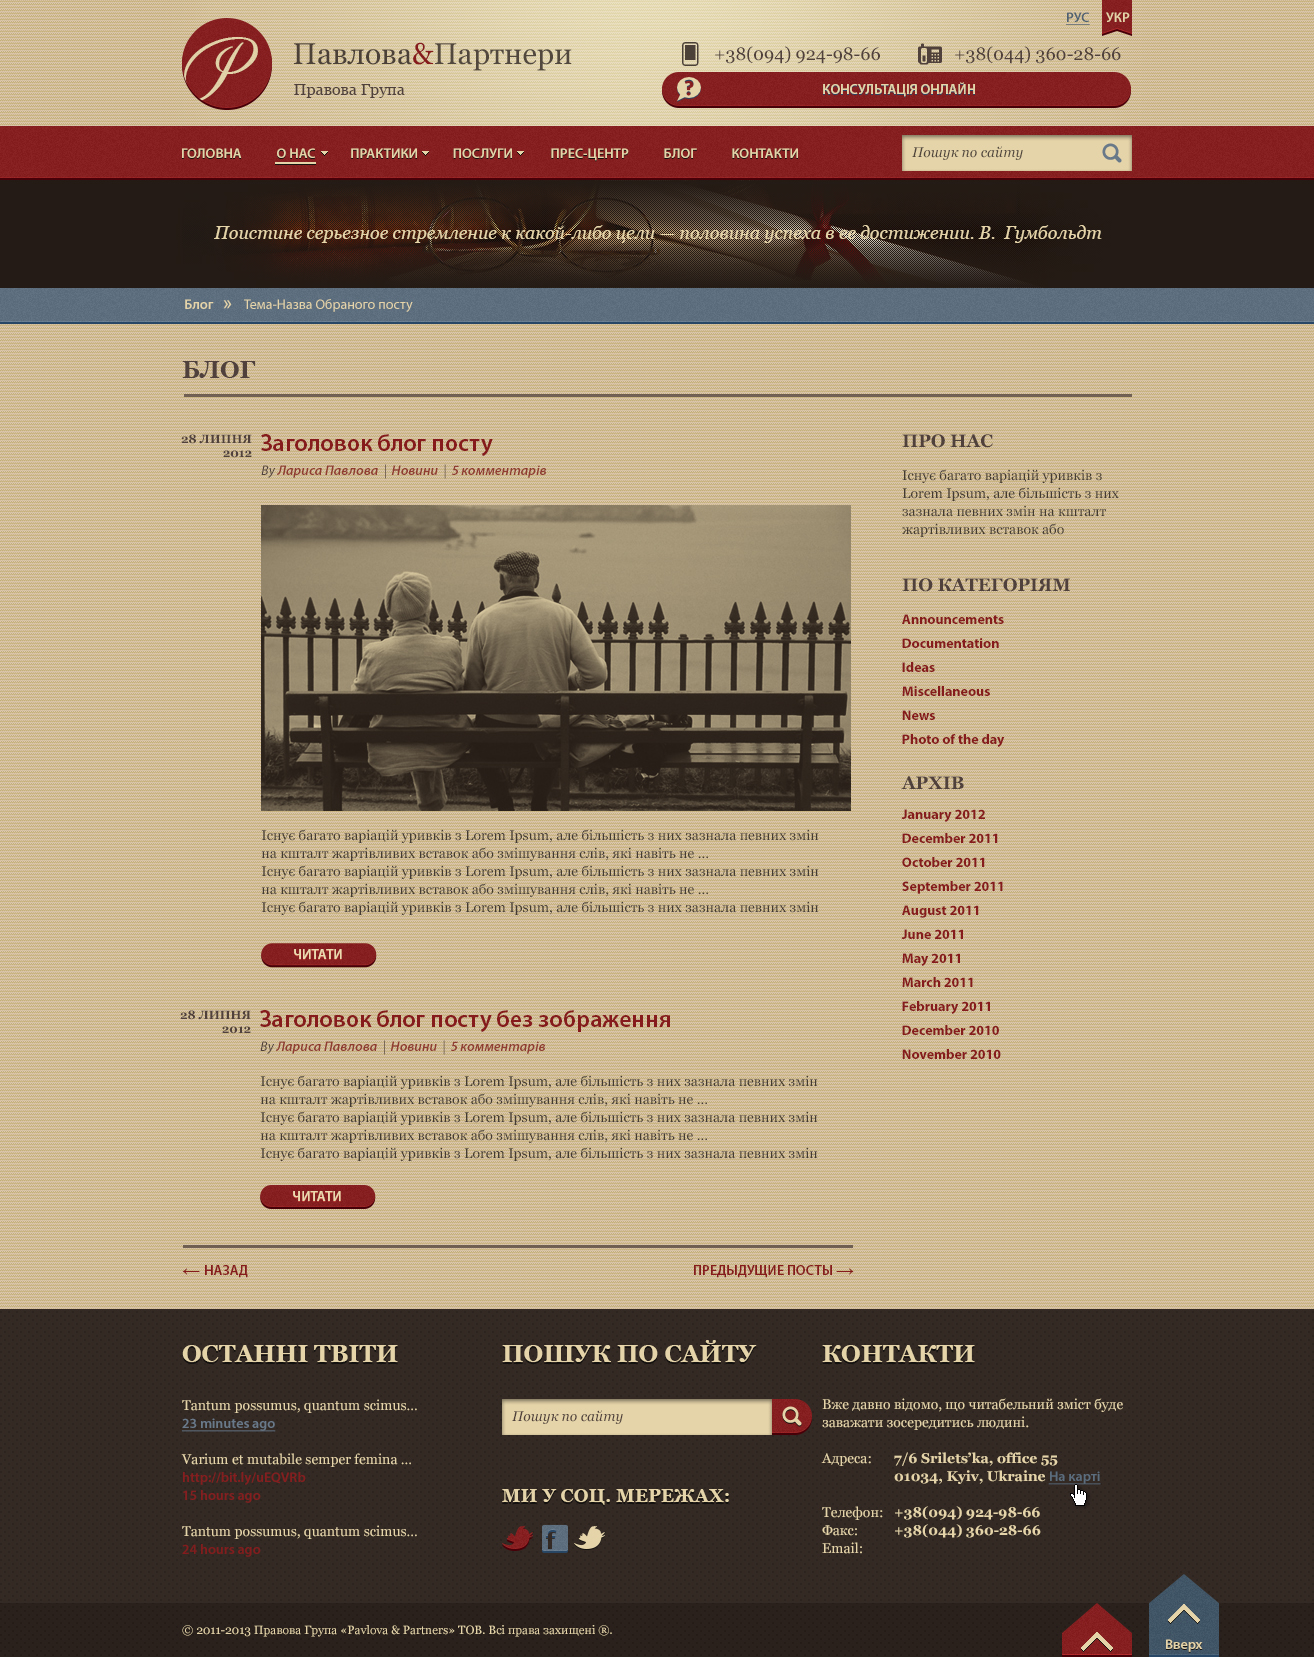 РУС УКР
Павлова&Партнери
Правова Група
+38(094) 924-98-66 +38(044) 360-28-66
КОНСУЛЬТАЦІЯ ОНЛАЙН
ГОЛОВНА О НАС ПРАКТИКИ ПОСЛУГИ ПРЕС-ЦЕНТР БЛОГ КОНТАКТИ Пошук по сайту
Поистине серьезное стремление к какой-либо цели — половина успеха в ее достижении. В. Гумбольдт
Блог » Тема-Назва Обраного посту
БЛОГ
28 ЛИПНЯ
2012
Заголовок блог посту
By Лариса Павлова | Новини | 5 комментарів
Існує багато варіацій уривків з Lorem Ipsum, але більшість з них зазнала певних змін
на кшталт жартівливих вставок або змішування слів, які навіть не ...
Існує багато варіацій уривків з Lorem Ipsum, але більшість з них зазнала певних змін
на кшталт жартівливих вставок або змішування слів, які навіть не ...
Існує багато варіацій уривків з Lorem Ipsum, але більшість з них зазнала певних змін
ЧИТАТИ
28 ЛИПНЯ
2012
Заголовок блог посту без зображення
By Лариса Павлова | Новини | 5 комментарів
Існує багато варіацій уривків з Lorem Ipsum, але більшість з них зазнала певних змін
на кшталт жартівливих вставок або змішування слів, які навіть не ...
Існує багато варіацій уривків з Lorem Ipsum, але більшість з них зазнала певних змін
на кшталт жартівливих вставок або змішування слів, які навіть не ...
Існує багато варіацій уривків з Lorem Ipsum, але більшість з них зазнала певних змін
ЧИТАТИ
← НАЗАД ПРЕДЫДУЩИЕ ПОСТЫ →
ПРО НАС
Існує багато варіацій уривків з
Lorem Ipsum, але більшість з них
зазнала певних змін на кшталт
жартівливих вставок або
ПО КАТЕГОРІЯМ
Announcements
Documentation
Ideas
Miscellaneous
News
Photo of the day
АРХІВ
January 2012
December 2011
October 2011
September 2011
August 2011
June 2011
May 2011
March 2011
February 2011
December 2010
November 2010
ОСТАННІ ТВІТИ
Tantum possumus, quantum scimus...
23 minutes ago
Varium et mutabile semper femina ...
http://bit.ly/uEQVRb
15 hours ago
Tantum possumus, quantum scimus...
24 hours ago
ПОШУК ПО САЙТУ
Пошук по сайту
МИ У СОЦ. МЕРЕЖАХ:
КОНТАКТИ
Вже давно відомо, що читабельний зміст буде
заважати зосередитись людині.
Адреса: 7/6 Srilets'ka, office 55
01034, Kyiv, Ukraine На карті
Телефон: +38(094) 924-98-66
Факс: +38(044) 360-28-66
Email:
© 2011-2013 Правова Група «Pavlova & Partners» ТОВ. Всі права захищені ®.
Вверх